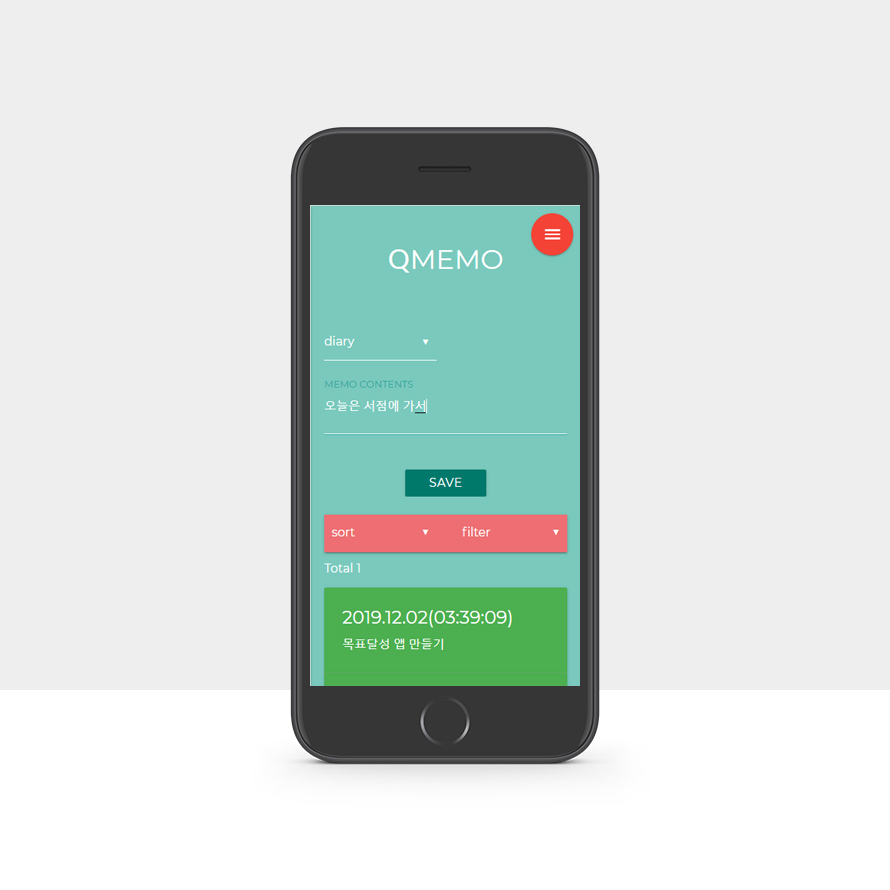 QMEMO
diary
MEMO CONTENTS
오늘은 서점에 가서
SAVE
sort filter
Total 1
2019.12.02(03:39:09)
목표달성 앱 만들기